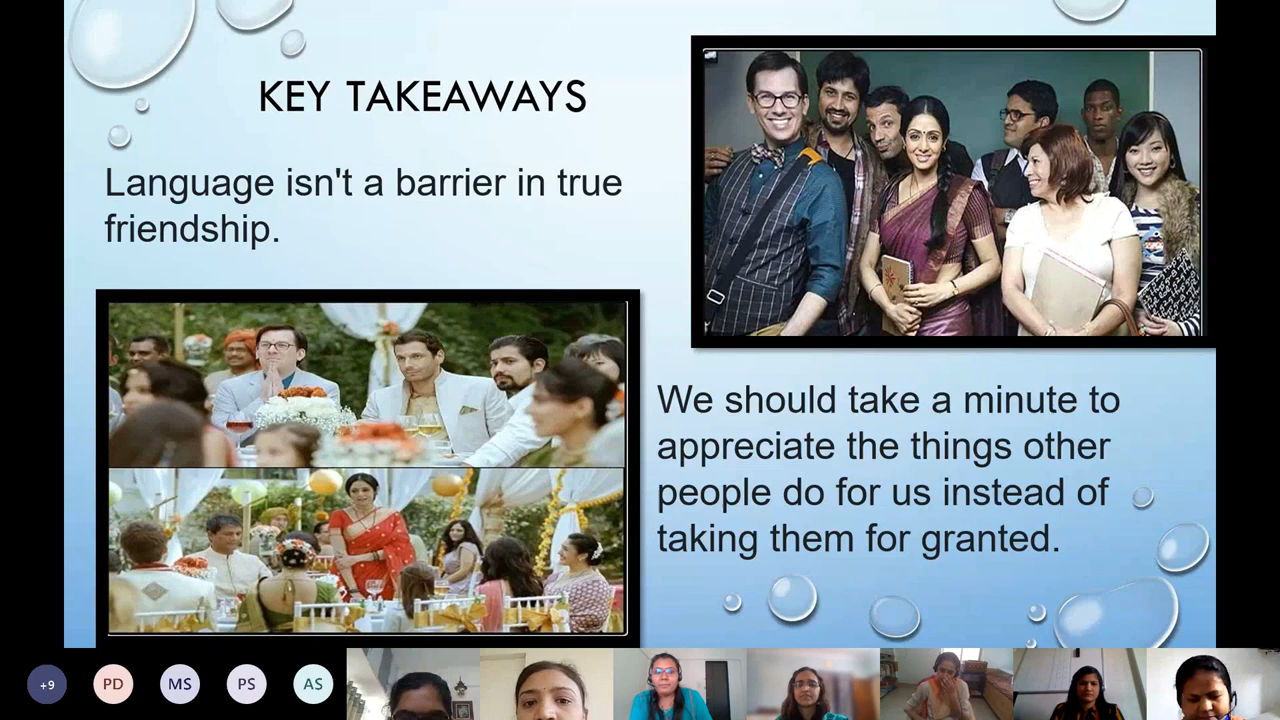 KEY TAKEAWAYS
Language isn't a barrier in true
friendship.
We should take a minute to
appreciate the things other
people do for us instead of
taking them for granted.
+9
PD
MS
PS
AS